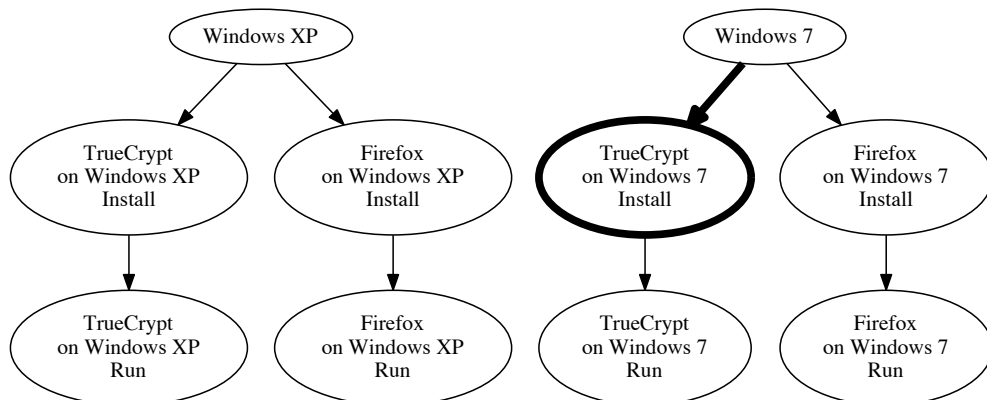 Windows XP
Windows 7
TrueCrypt
on Windows XP
Install
Firefox
on Windows XP
Install
TrueCrypt
on Windows 7
Install
Firefox
on Windows 7
Install
TrueCrypt
on Windows XP
Run
Firefox
on Windows XP
Run
TrueCrypt
on Windows 7
Run
Firefox
on Windows 7
Run